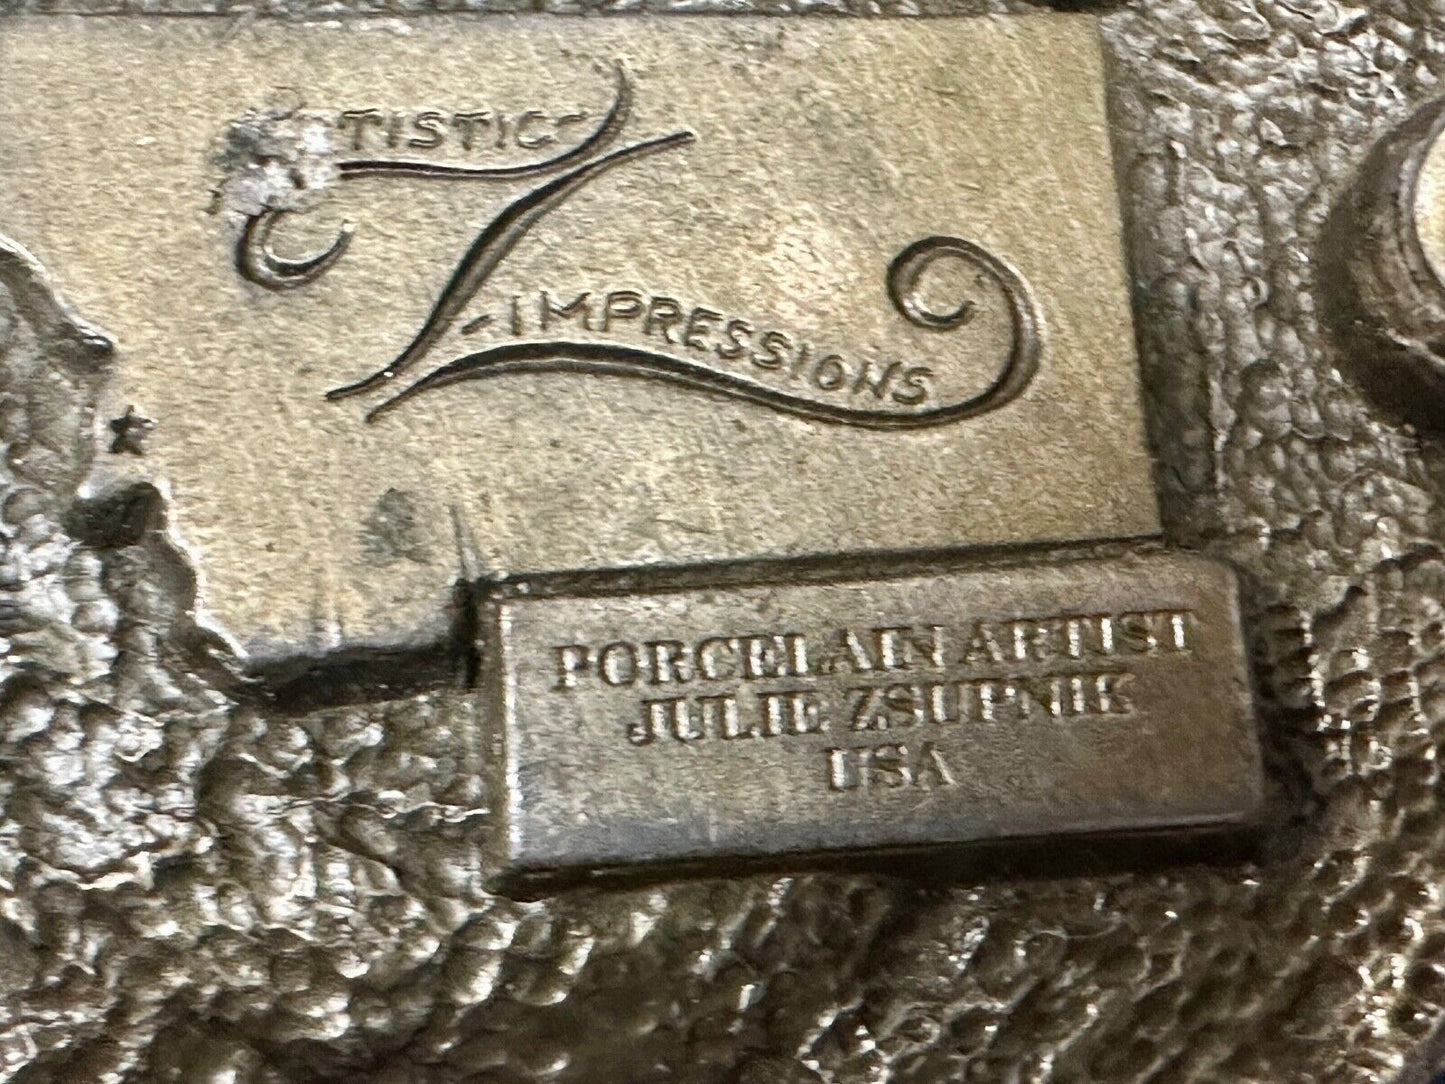 TISTIC
Z
-IMPRESSIONS
PORCELAIN ARTIST
JULIE ZSUPNIK
USA